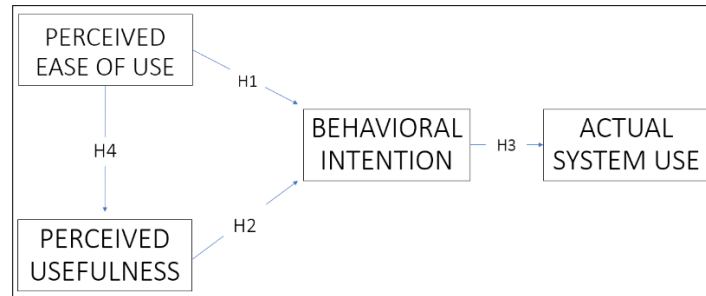 PERCEIVED
EASE OF USE
H1
BEHAVIORAL
INTENTION
H3
ACTUAL
SYSTEM USE
H4
H2
PERCEIVED
USEFULNESS